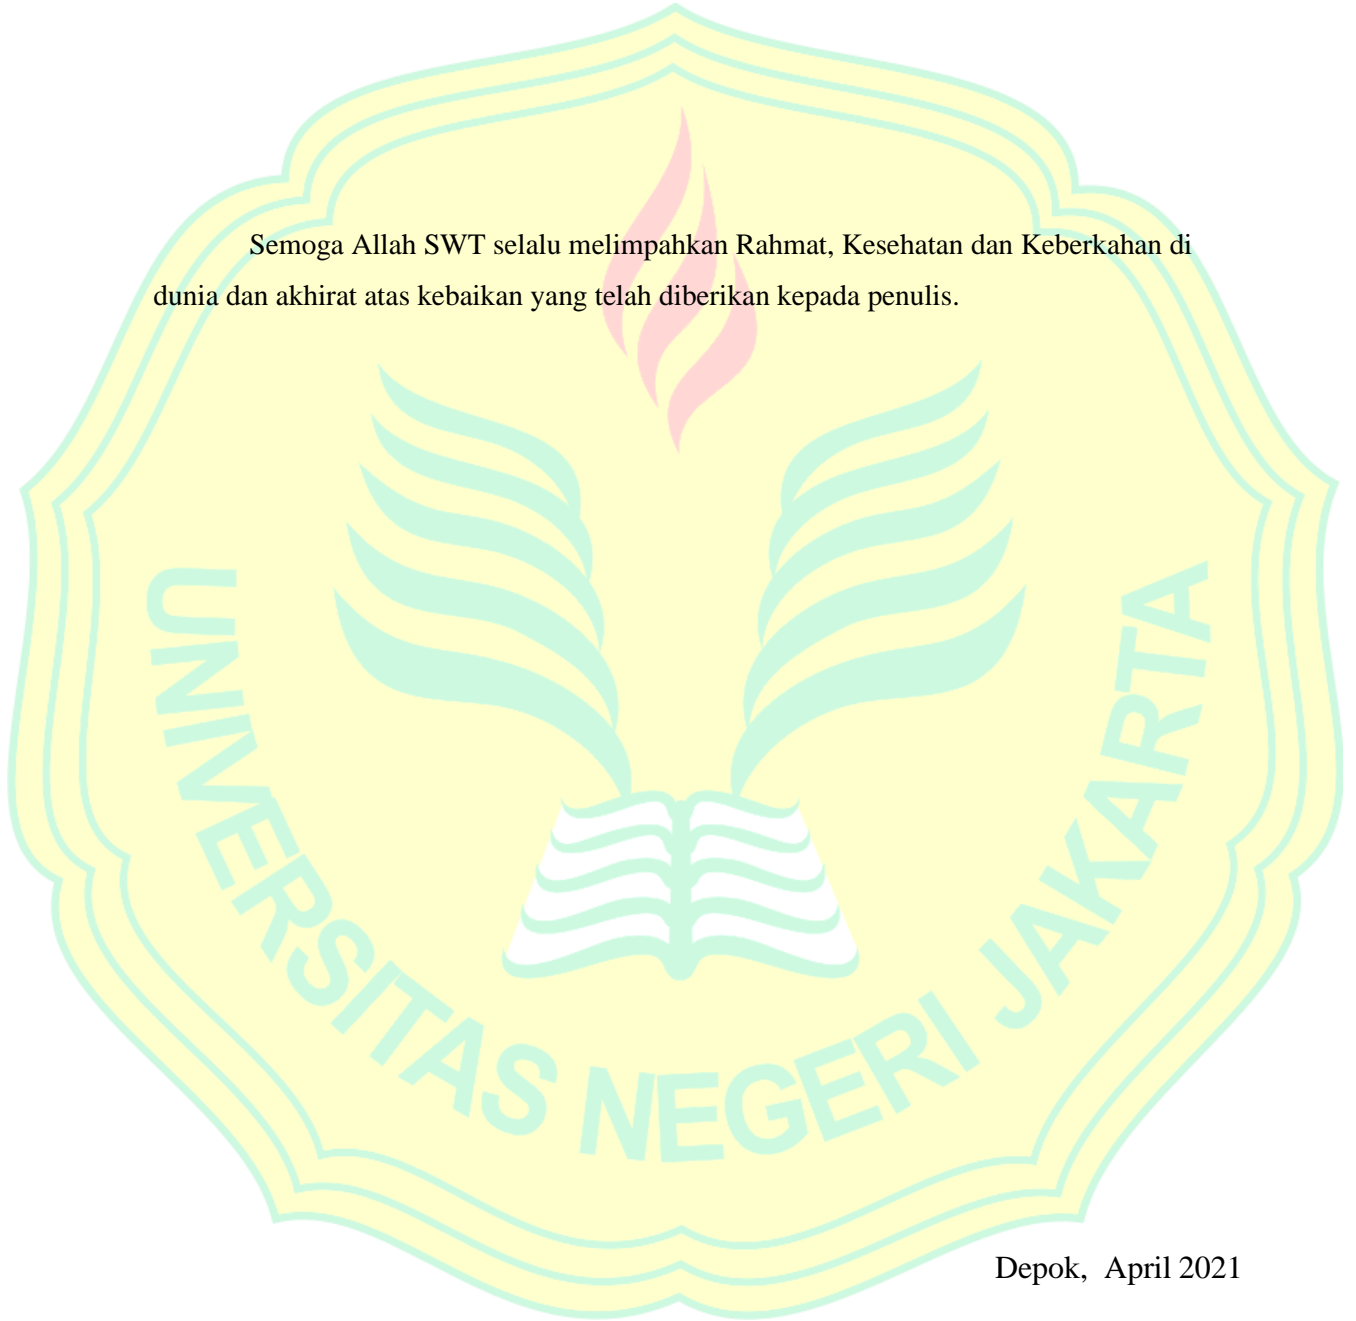 Semoga Allah SWT selalu melimpahkan Rahmat, Kesehatan dan Keberkahan di
dunia dan akhirat atas kebaikan yang telah diberikan kepada penulis.
UNIVERSITAS NEGERI JAKARTA
Depok, April 2021